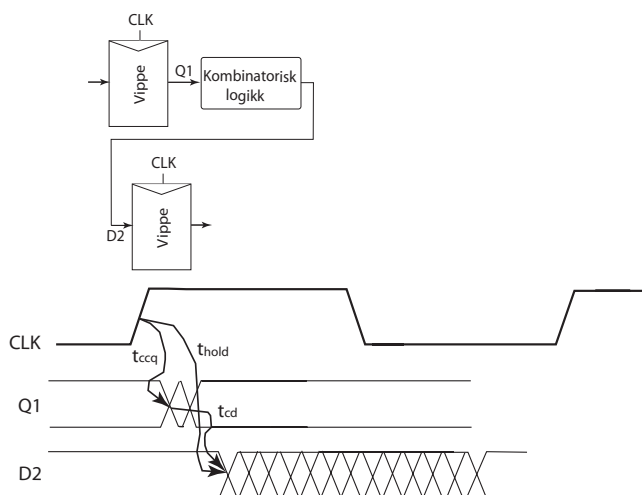 CLK
Vippe
Q1
Kombinatorisk
logikk
CLK
D2
Vippe
CLK
tccq
thold
Q1
tcd
D2